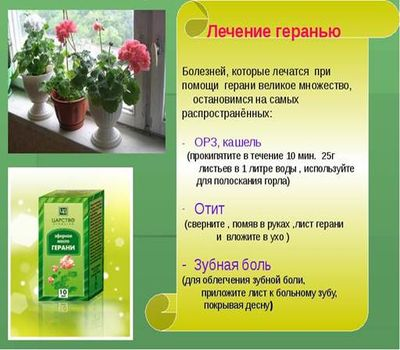 Лечение геранью
Болезней, которые лечатся при
помощи герани великое множество,
остановимся на самых
распространённых:
- ОРЗ, кашель
(прокипятите в течение 10 мин. 25г
листьев в 1 литре воды , используйте
для полоскания горла)
- Отит
(сверните , помяв в руках ,лист герани
и вложите в ухо )
- Зубная боль
(для облегчения зубной боли,
приложите лист к больному зубу,
покрывая десну)
ЦАРСТВО
эфирное
масло
ГЕРАНИ
10